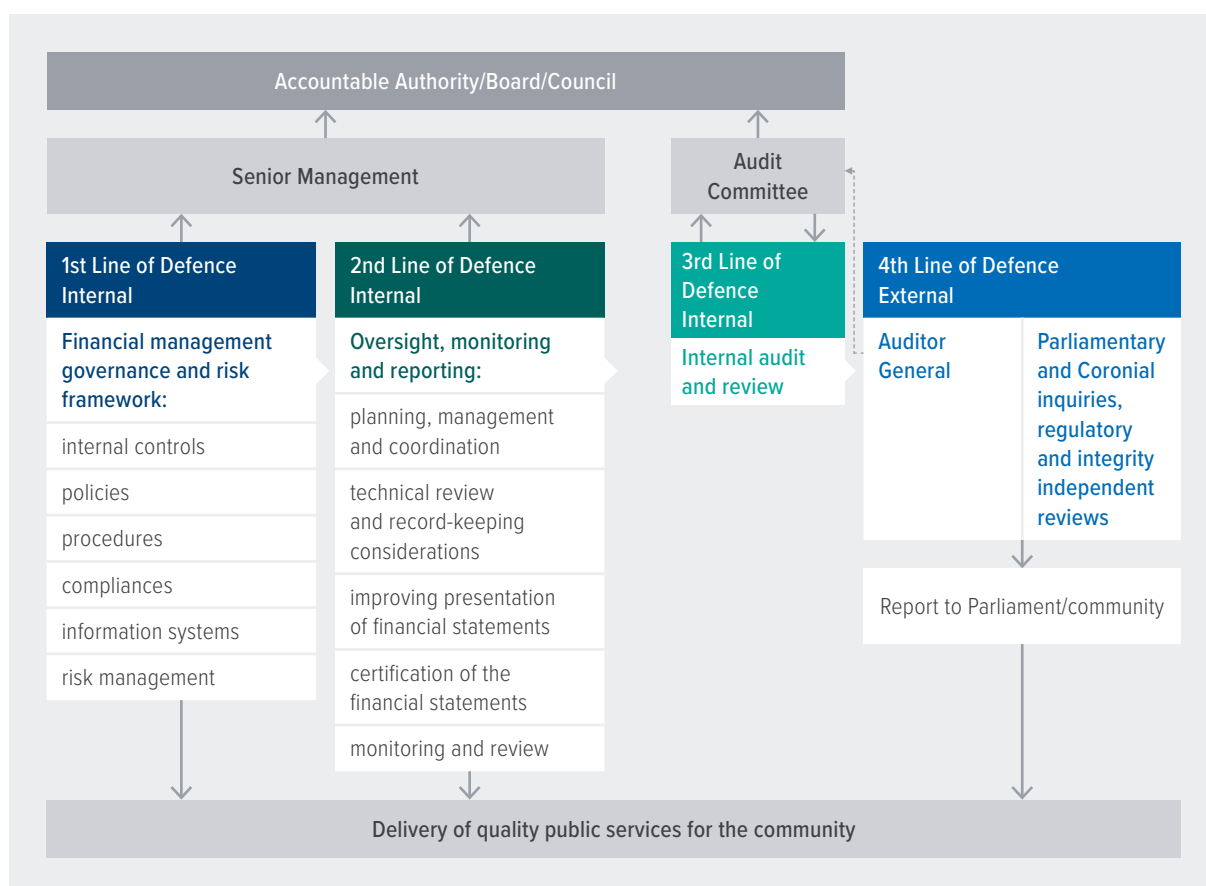 Accountable Authority/Board/Council
Senior Management
Audit
Committee
1st Line of Defence
Internal
Financial management
governance and risk
framework:
internal controls
policies
procedures
compliances
information systems
risk management
2nd Line of Defence
Internal
Oversight, monitoring
and reporting:
planning, management
and coordination
technical review
and record-keeping
considerations
improving presentation
of financial statements
certification of the
financial statements
monitoring and review
3rd Line of
Defence
Internal
Internal audit
and review
4th Line of Defence
External
Auditor
General
Parliamentary
and Coronial
inquiries,
regulatory
and integrity
independent
reviews
Report to Parliament/community
Delivery of quality public services for the community